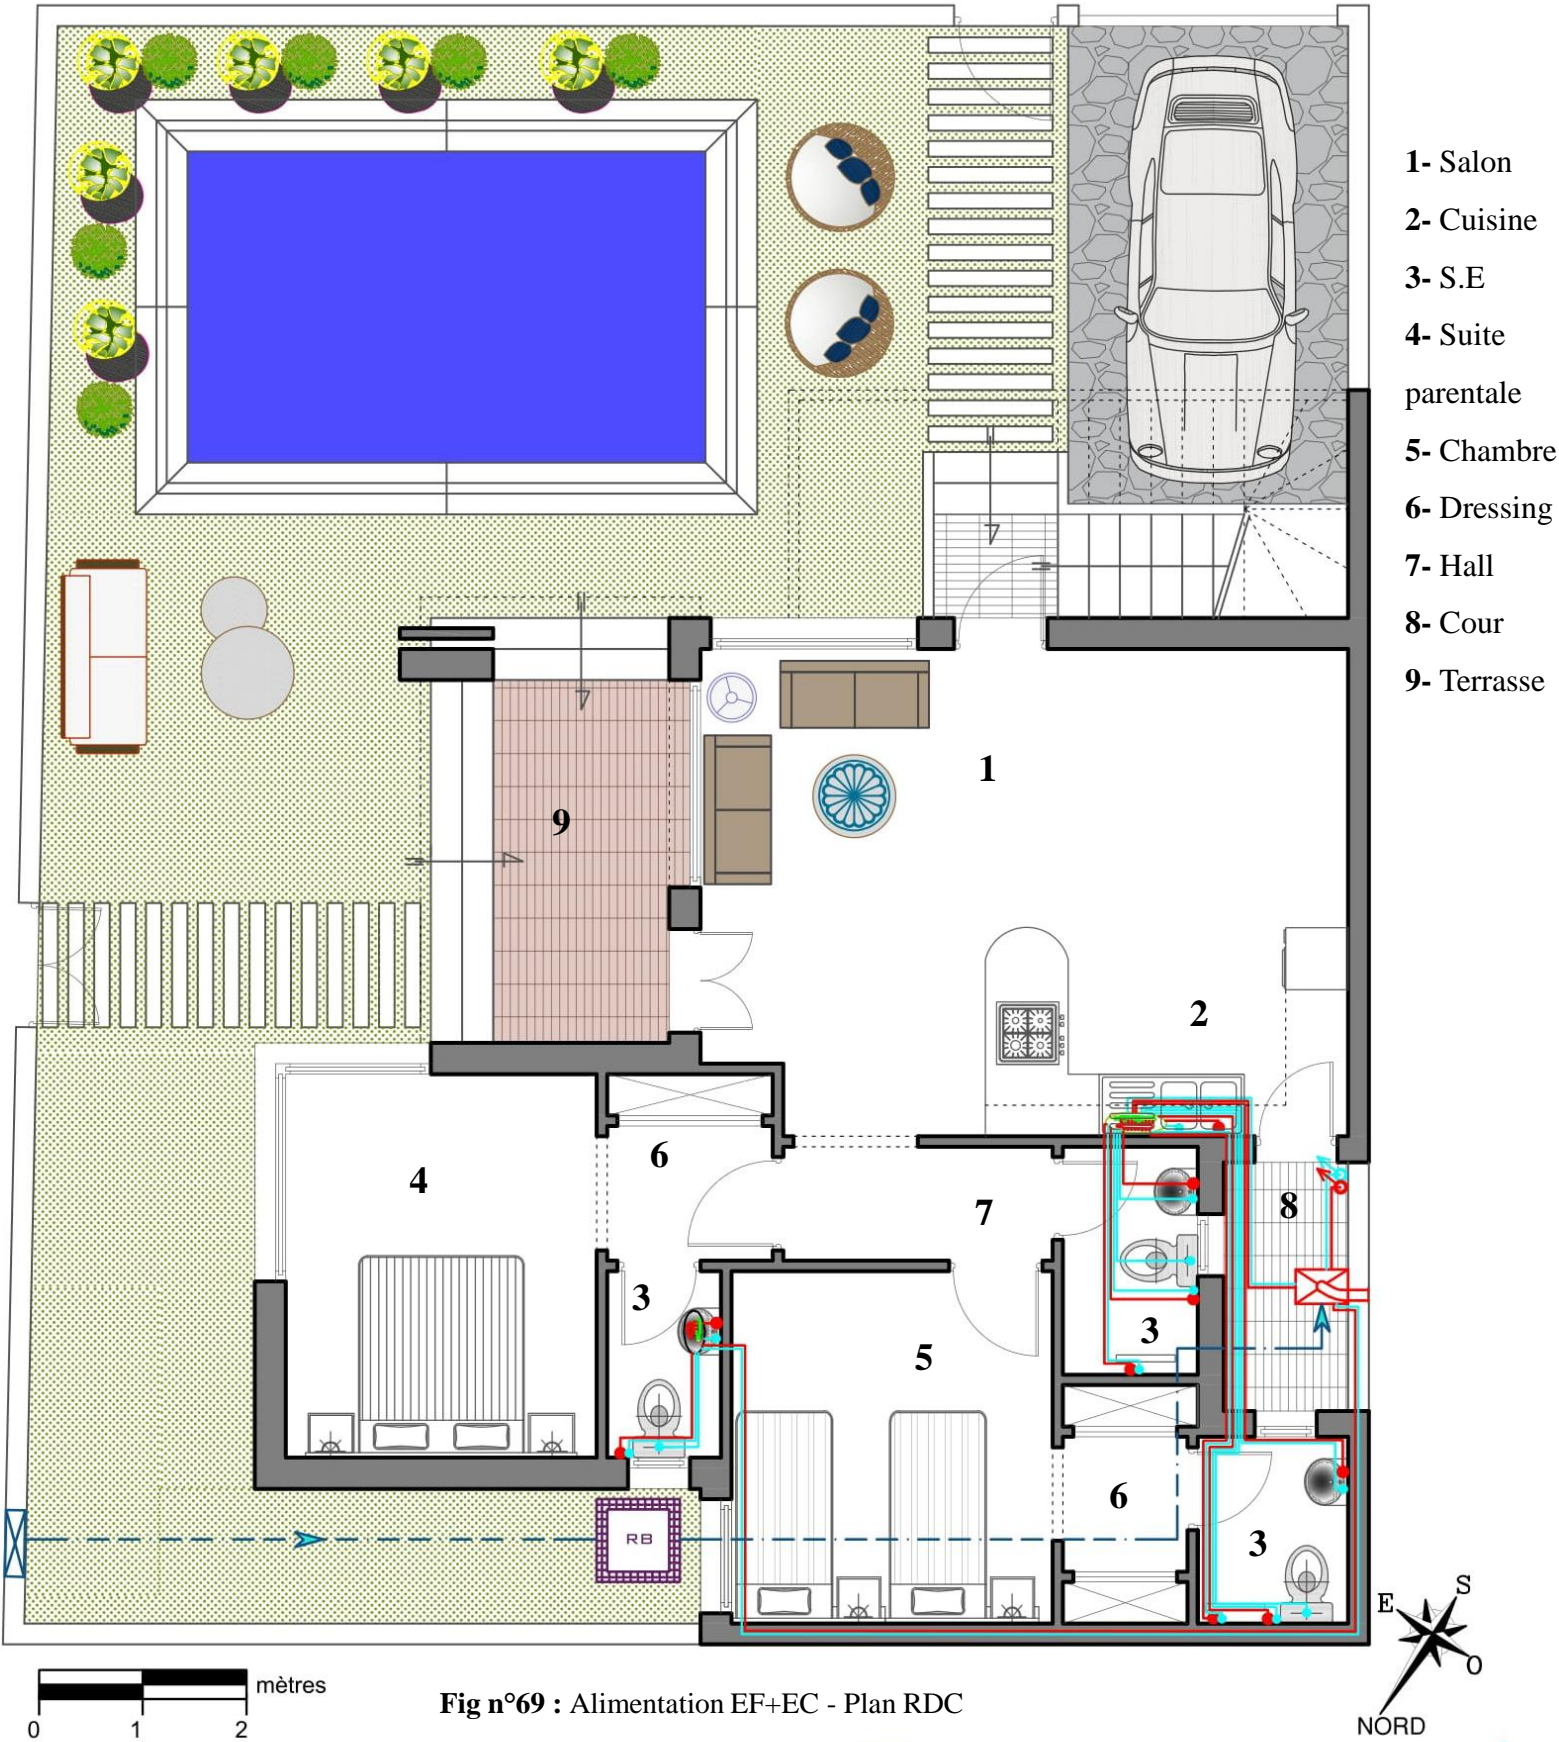 1- Salon
2- Cuisine
3- S.E
4- Suite
parentale
5- Chambre
6- Dressing
7- Hall
8- Cour
9- Terrasse
1
9
2
6
4
7
8
3
3
5
6
3
RB
S
E
O
NORD
mètres
0 1 2
Fig n°69 : Alimentation EF+EC - Plan RDC